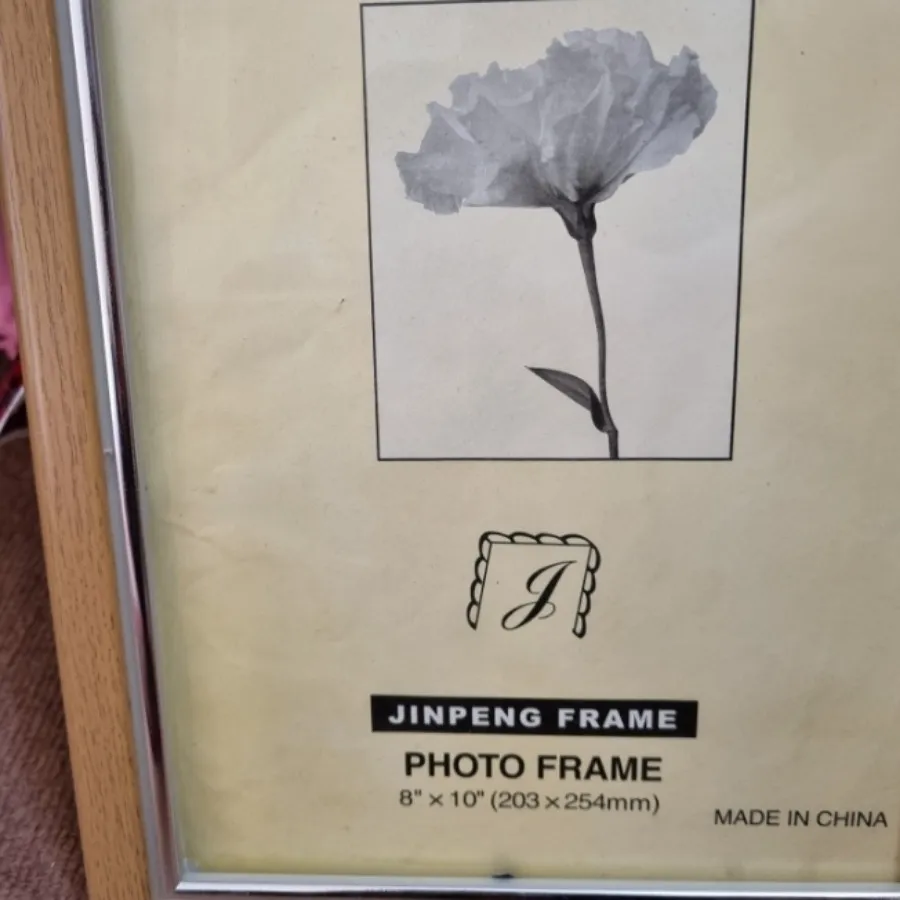 J
JINPENG FRAME
PHOTO FRAME
8" × 10" (203 × 254mm)
MADE IN CHINA